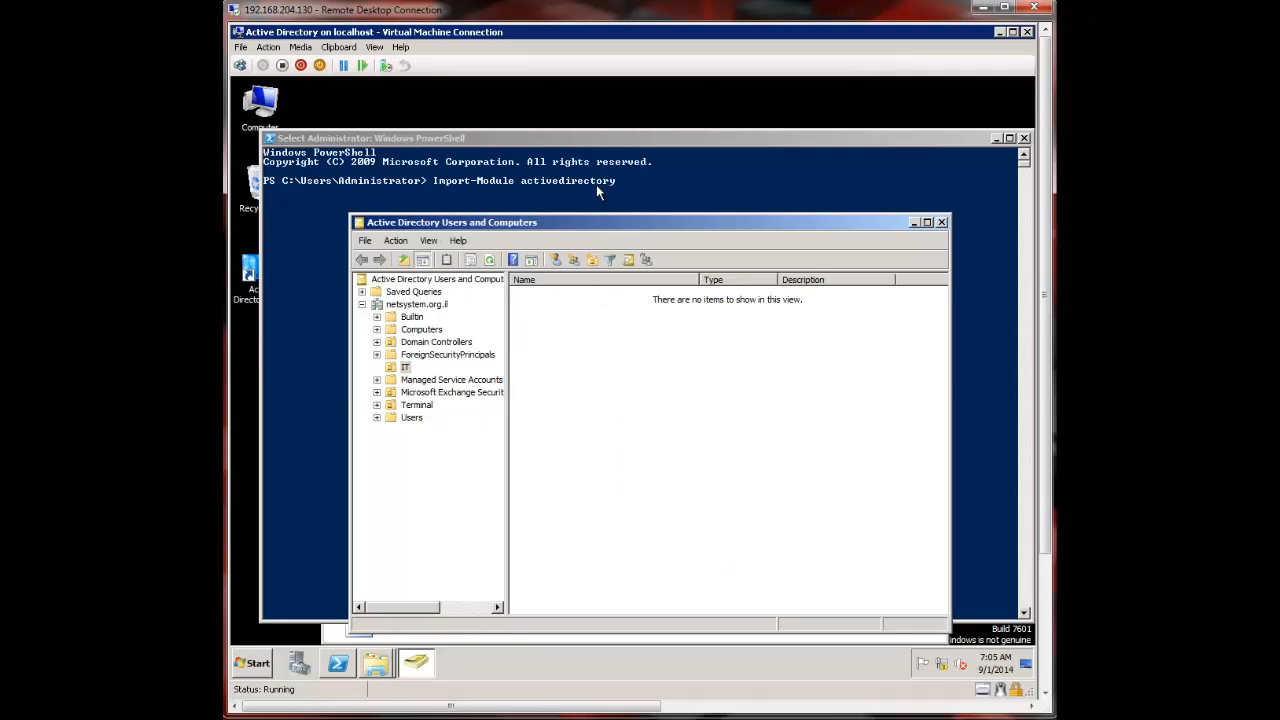 192.168.204.130 - Remote Desktop Connection
Active Directory on localhost - Virtual Machine Connection
File Action Media Clipboard View Help
Computer
Select Administrator: Windows PowerShell
Windows PowerShell
Copyright (C) 2009 Microsoft Corporation. All rights reserved.
PS C:\Users\Administrator> Import-Module activedirectory
Recyc
Active Directory Users and Computers
File Action View Help
Active Directory Users and Comput
Name Type Description
Saved Queries
There are no items to show in this view.
netsystem.org.il
Builtin
Computers
Domain Controllers
ForeignSecurityPrincipals
IT
Managed Service Accounts
Microsoft Exchange Securit
Terminal
Users
Ac
Directo
Build 7601
indows is not genuine
Start
7:05 AM
9/1/2014
Status: Running